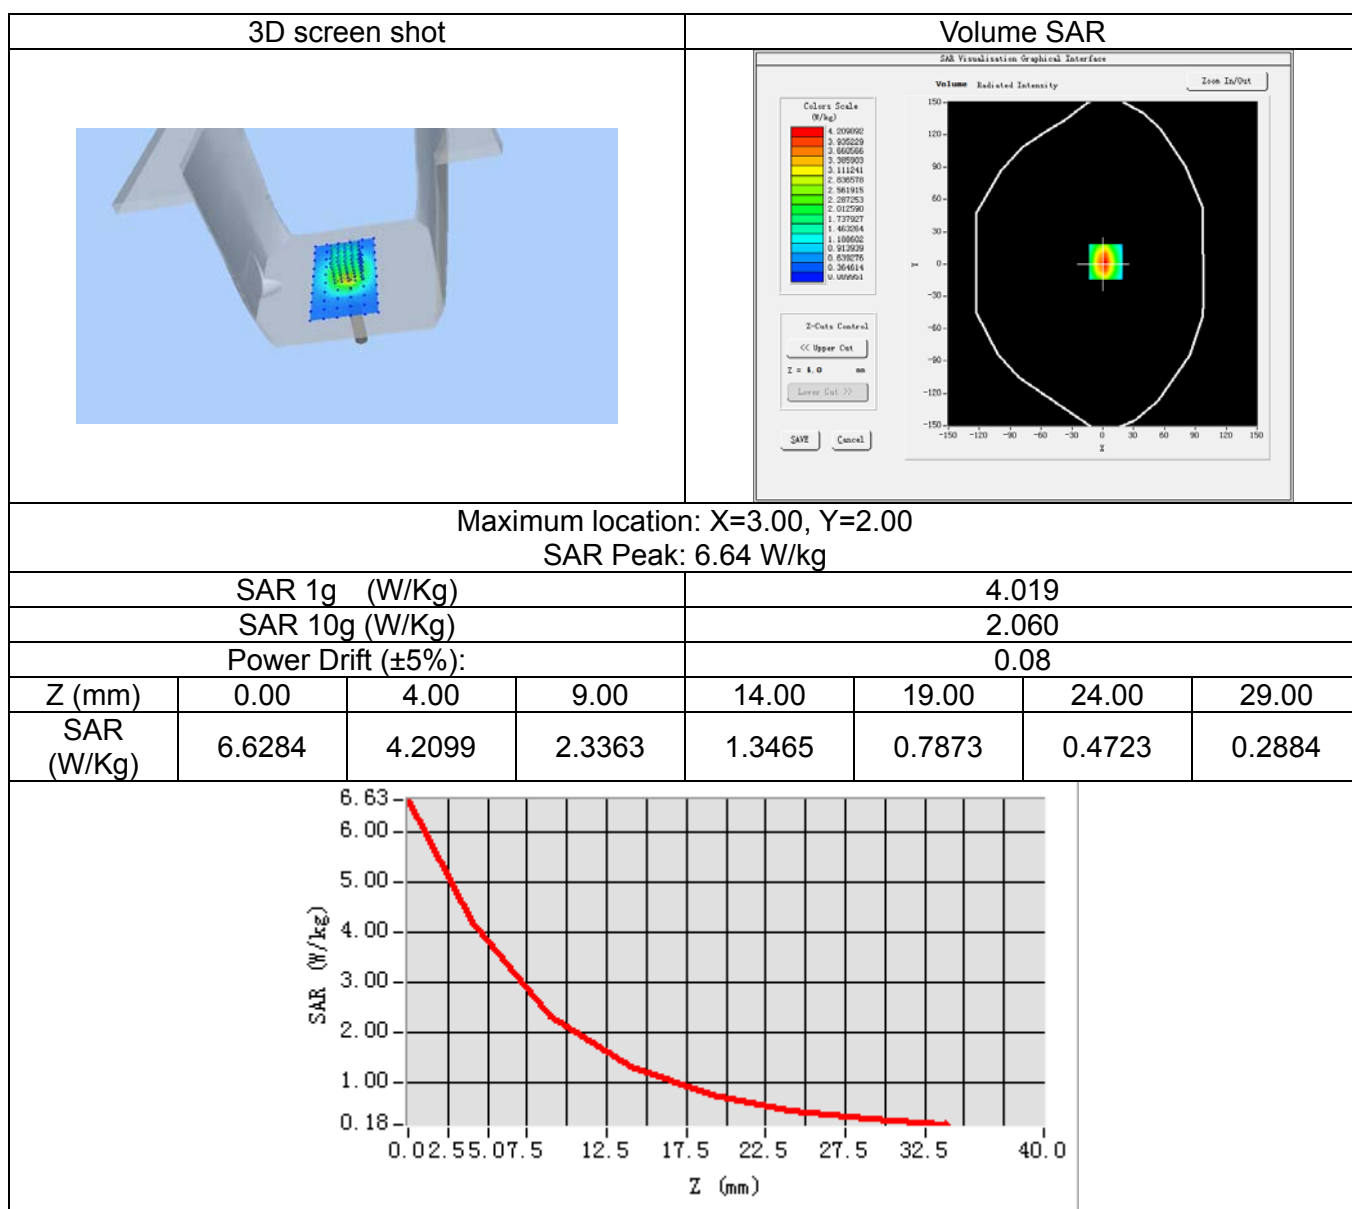 3D screen shot
Volume SAR
SAR Visualisation Graphical Interface
Volume Radiated Intensity
Zoom In/Out
Colors Scale
(W/kg)
4.209892
3.935229
3.660566
3.385903
3.111241
2.836578
2.561915
2.287253
2.012590
1.737927
1.463264
1.188602
0.913939
0.639276
0.364614
Z-Cuts Control
<< Upper Cut
Z = 4.0 mm
Lower Cut >>
SAVE
Cancel
150
120
90
60
30
0
-30
-60
-90
-120
-150
Y
-150 -120 -90 -60 -30 0 30 60 90 120 150
X
Maximum location: X=3.00, Y=2.00
SAR Peak: 6.64 W/kg
SAR 1g (W/Kg) 4.019
SAR 10g (W/Kg) 2.060
Power Drift (±5%): 0.08
Z (mm) 0.00 4.00 9.00 14.00 19.00 24.00 29.00
SAR
(W/Kg)
6.6284 4.2099 2.3363 1.3465 0.7873 0.4723 0.2884
6.63
6.00
5.00
4.00
3.00
2.00
1.00
0.18
SAR (W/kg)
0.0 2.5 5.0 7.5 12.5 17.5 22.5 27.5 32.5 40.0
Z (mm)